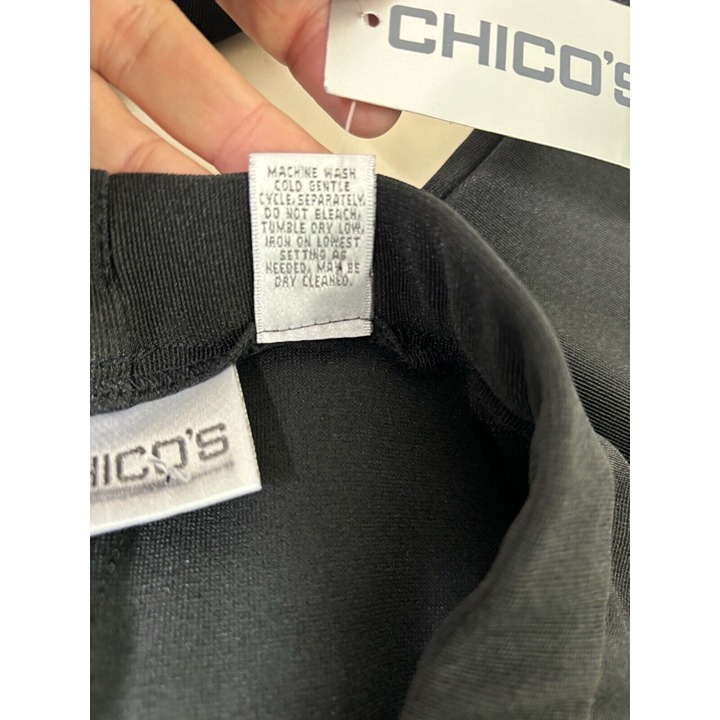 CHICO'S
MACHINE WASH
COLD GENTLE
CYCLE, SEPARATELY.
DO NOT BLEACH.
TUMBLE DRY LOW.
IRON ON LOWEST
SETTING AS
NEEDED, MAY BE
DRY CLEANED.
HICO'S